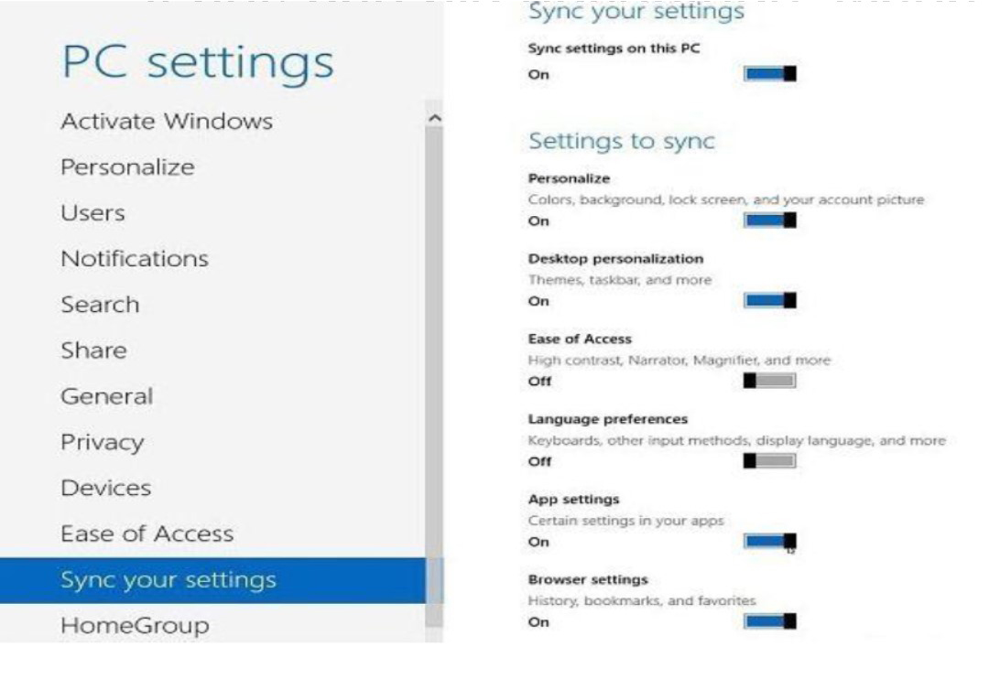 PC settings
Activate Windows
Personalize
Users
Notifications
Search
Share
General
Privacy
Devices
Ease of Access
Sync your settings
HomeGroup
Sync your settings
Sync settings on this PC
On
Settings to sync
Personalize
Colors, background, lock screen, and your account picture
On
Desktop personalization
Themes, taskbar, and more
On
Ease of Access
High contrast, Narrator, Magnifier, and more
Off
Language preferences
Keyboards, other input methods, display language, and more
Off
App settings
Certain settings in your apps
On
Browser settings
History, bookmarks, and favorites
On